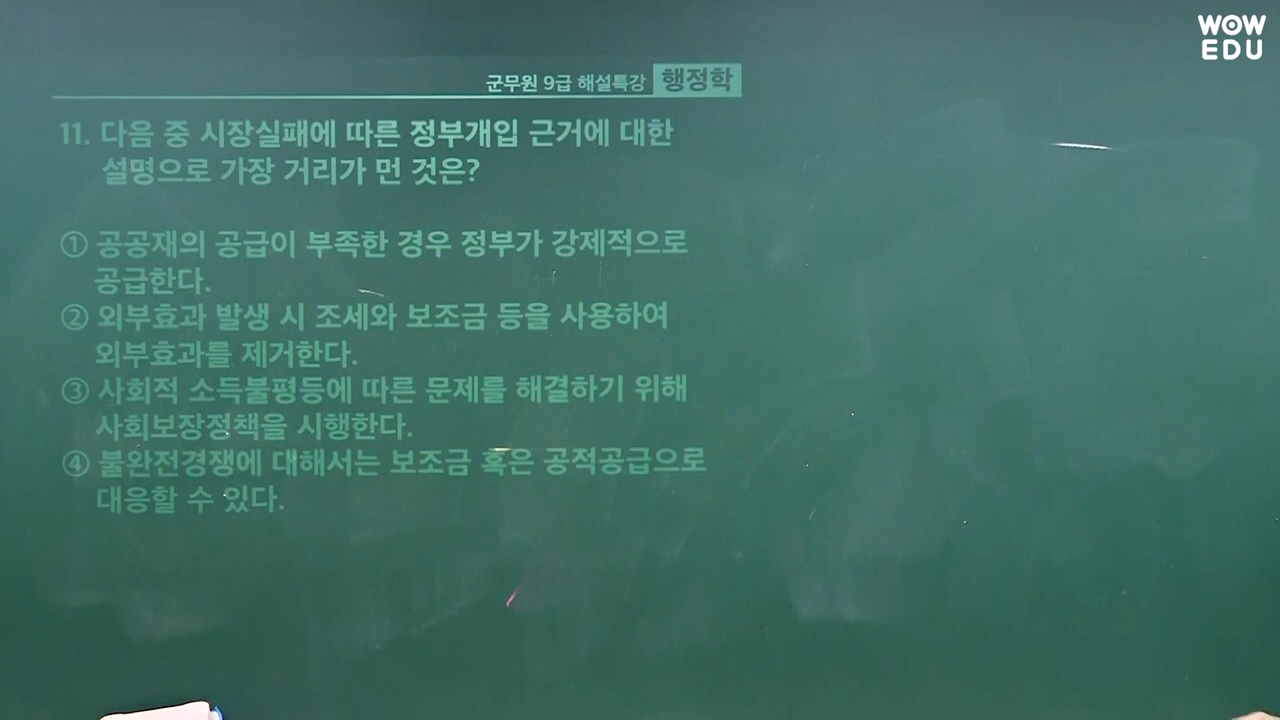 WOW
EDU
군무원 9급 해설특강 행정학
11. 다음 중 시장실패에 따른 정부개입 근거에 대한
설명으로 가장 거리가 먼 것은?
① 공공재의 공급이 부족한 경우 정부가 강제적으로
공급한다.
② 외부효과 발생 시 조세와 보조금 등을 사용하여
외부효과를 제거한다.
③ 사회적 소득불평등에 따른 문제를 해결하기 위해
사회보장정책을 시행한다.
④ 불완전경쟁에 대해서는 보조금 혹은 공적공급으로
대응할 수 있다.